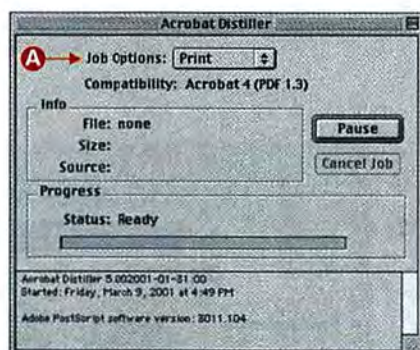 Acrobat Distiller
A
Job Options: Print
Compatibility: Acrobat 4 (PDF 1.3)
Info
File: none
Size:
Source:
Pause
Cancel Job
Progress
Status: Ready
Acrobat Distiller 5.002001-01-31:00
Started: Friday, March 9, 2001 at 4:49 PM
Adobe PostScript software version: 3011.104